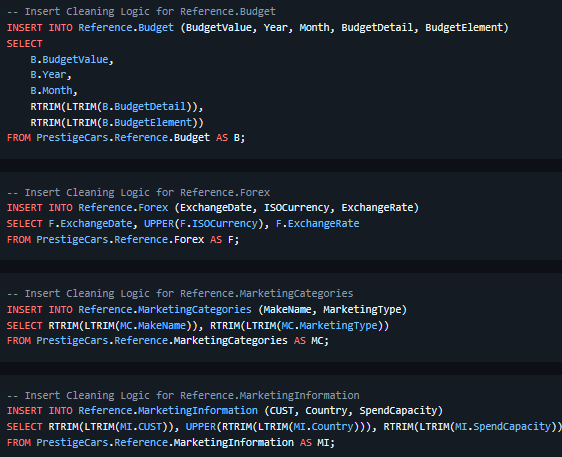 -- Insert Cleaning Logic for Reference.Budget
INSERT INTO Reference.Budget (BudgetValue, Year, Month, BudgetDetail, BudgetElement)
SELECT
    B.BudgetValue,
    B.Year,
    B.Month,
    RTRIM(LTRIM(B.BudgetDetail)),
    RTRIM(LTRIM(B.BudgetElement))
FROM PrestigeCars.Reference.Budget AS B;
-- Insert Cleaning Logic for Reference.Forex
INSERT INTO Reference.Forex (ExchangeDate, ISOCurrency, ExchangeRate)
SELECT F.ExchangeDate, UPPER(F.ISOCurrency), F.ExchangeRate
FROM PrestigeCars.Reference.Forex AS F;
-- Insert Cleaning Logic for Reference.MarketingCategories
INSERT INTO Reference.MarketingCategories (MakeName, MarketingType)
SELECT RTRIM(LTRIM(MC.MakeName)), RTRIM(LTRIM(MC.MarketingType))
FROM PrestigeCars.Reference.MarketingCategories AS MC;
-- Insert Cleaning Logic for Reference.MarketingInformation
INSERT INTO Reference.MarketingInformation (CUST, Country, SpendCapacity)
SELECT RTRIM(LTRIM(MI.CUST)), UPPER(RTRIM(LTRIM(MI.Country))), RTRIM(LTRIM(MI.SpendCapacity))
FROM PrestigeCars.Reference.MarketingInformation AS MI;